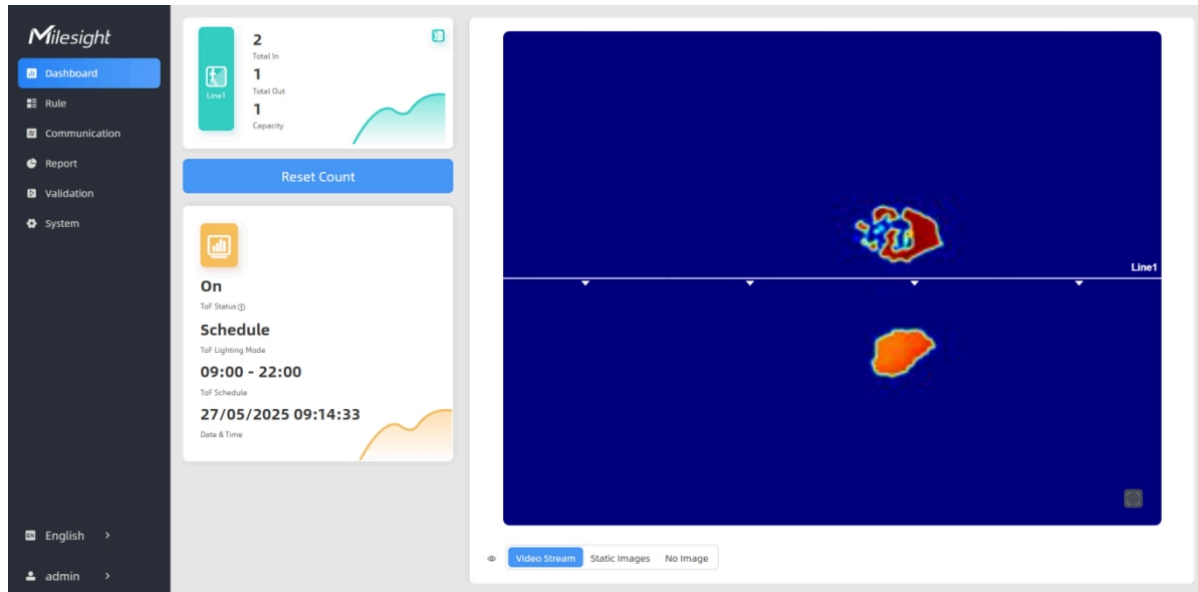 Milesight
Dashboard
Rule
Communication
Report
Validation
System
English
admin
Line1
2
Total In
1
Total Out
1
Capacity
Reset Count
On
ToF Status
Schedule
ToF Lighting Mode
09:00 - 22:00
ToF Schedule
27/05/2025 09:14:33
Date & Time
Line1
Video Stream
Static Images
No Image